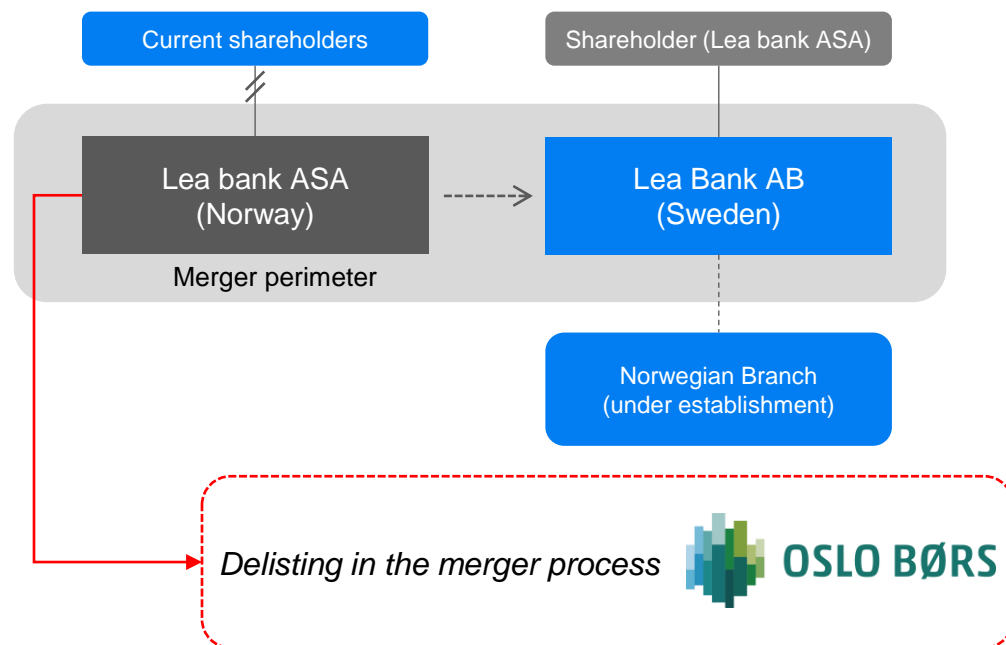 Current shareholders
Shareholder (Lea bank ASA)
Lea bank ASA
(Norway)
Lea Bank AB
(Sweden)
Merger perimeter
Norwegian Branch
(under establishment)
Delisting in the merger process
OSLO BØRS